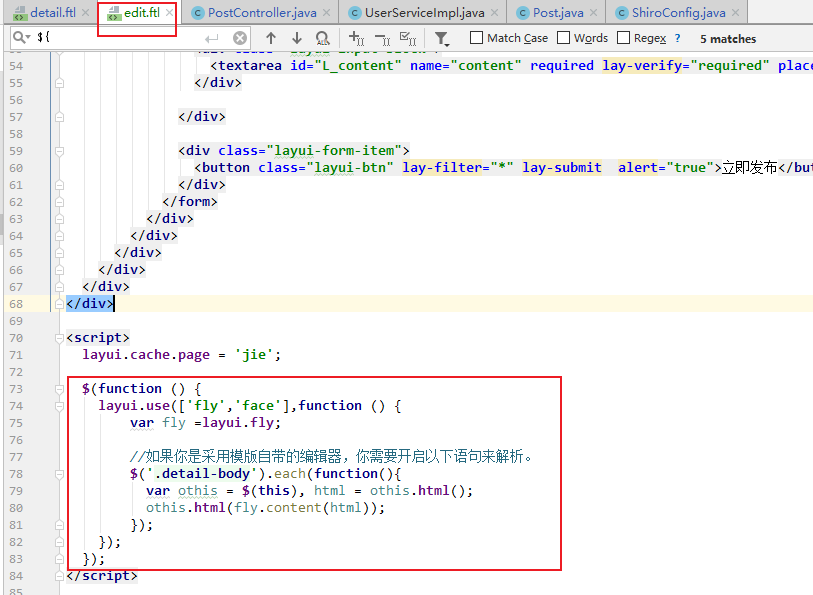 detail.ftl edit.ftl PostController.java UserServiceImpl.java Post.java ShiroConfig.java
${ Match Case Words Regex ? 5 matches
54 <textarea id="L_content" name="content" required lay-verify="required" place
55 </div>
56
57 </div>
58
59 <div class="layui-form-item">
60 <button class="layui-btn" lay-filter="*" lay-submit alert="true">立即发布</but
61 </div>
62 </form>
63 </div>
64 </div>
65 </div>
66 </div>
67 </div>
68 </div>
69
70 <script>
71 layui.cache.page = 'jie';
72
73 $(function () {
74 layui.use(['fly','face'],function () {
75 var fly =layui.fly;
76
77 //如果你是采用模版自带的编辑器，你需要开启以下语句来解析。
78 $('.detail-body').each(function(){
79 var othis = $(this), html = othis.html();
80 othis.html(fly.content(html));
81 });
82 });
83 });
84 </script>
85